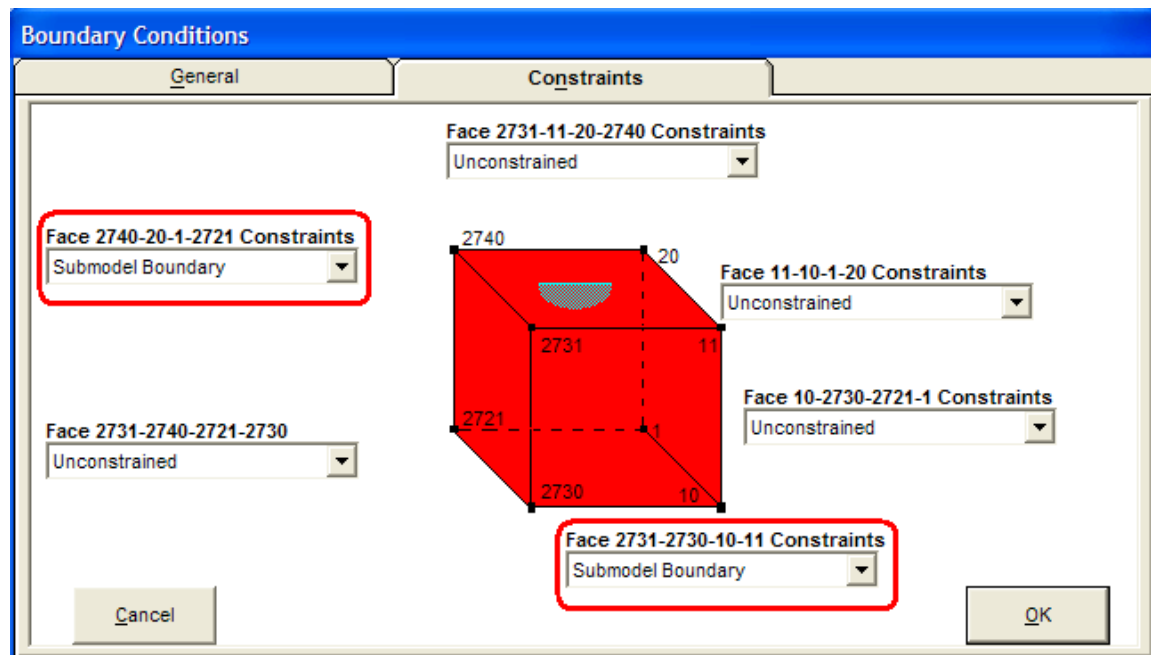 Boundary Conditions
General
Constraints
Face 2731-11-20-2740 Constraints
Unconstrained
Face 2740-20-1-2721 Constraints
Submodel Boundary
2740
20
Face 11-10-1-20 Constraints
Unconstrained
2731
11
Face 10-2730-2721-1 Constraints
Unconstrained
2721
1
Face 2731-2740-2721-2730
Unconstrained
2730
10
Face 2731-2730-10-11 Constraints
Submodel Boundary
Cancel
OK